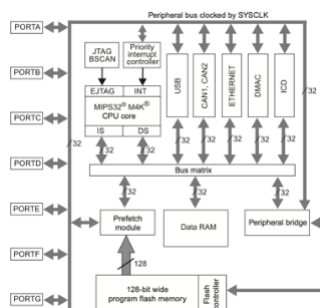 Peripheral bus clocked by SYSCLK
PORTA
PORTB
PORTC
PORTD
PORTE
PORTF
PORTG
32
32
JTAG
BSCAN
Priority
interrupt
controller
EJTAG
INT
MIPS32® M4K®
CPU core
IS
DS
USB
CAN1, CAN2
ETHERNET
DMAC
ICD
32
32
32
32
32
32
32
Bus matrix
32
32
32
Prefetch
module
Data RAM
Peripheral bridge
128
128-bit wide
program flash memory
Flash
controller